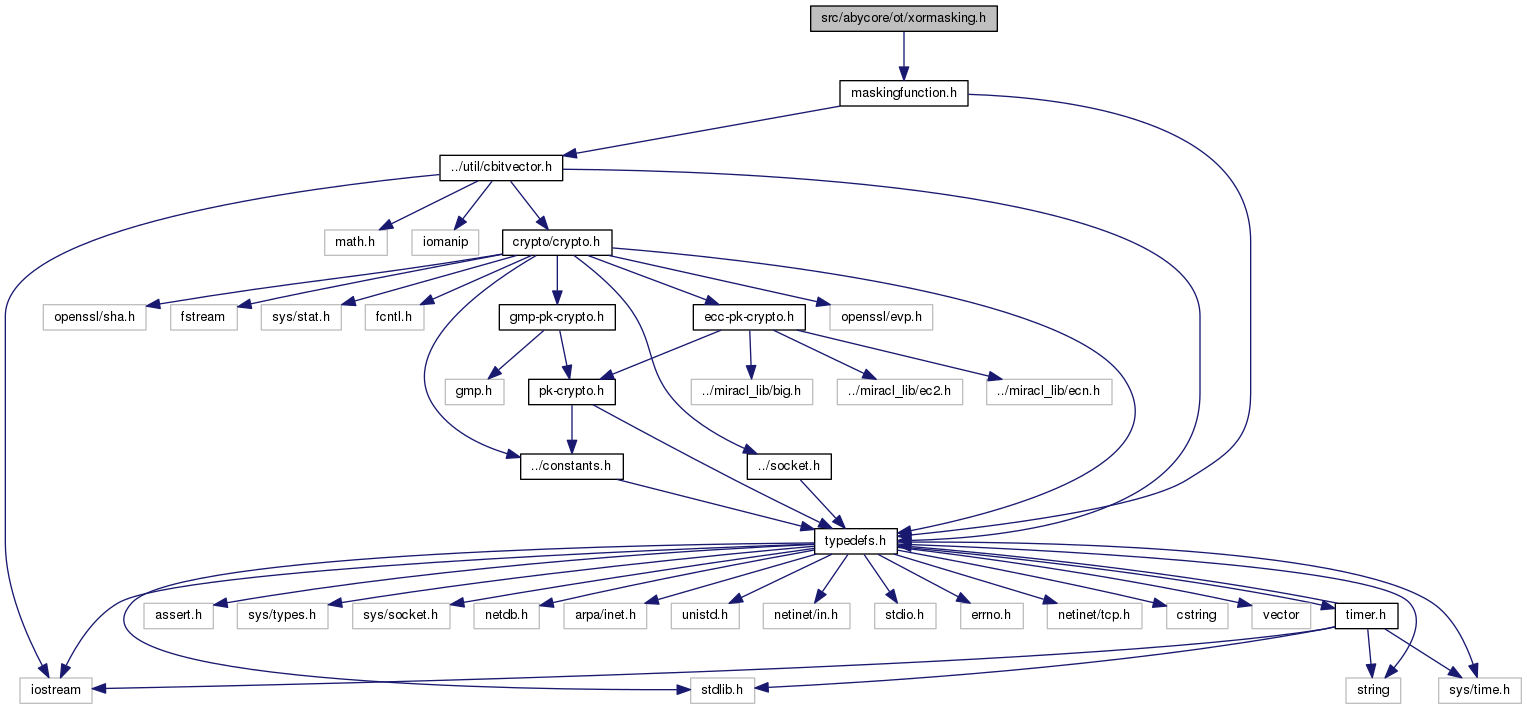 src/abycore/ot/xormasking.h
maskingfunction.h
../util/cbitvector.h
math.h
iomanip
crypto/crypto.h
openssl/sha.h
fstream
sys/stat.h
fcntl.h
gmp-pk-crypto.h
ecc-pk-crypto.h
openssl/evp.h
gmp.h
pk-crypto.h
../miracl_lib/big.h
../miracl_lib/ec2.h
../miracl_lib/ecn.h
../constants.h
../socket.h
typedefs.h
assert.h
sys/types.h
sys/socket.h
netdb.h
arpa/inet.h
unistd.h
netinet/in.h
stdio.h
errno.h
netinet/tcp.h
cstring
vector
timer.h
iostream
stdlib.h
string
sys/time.h